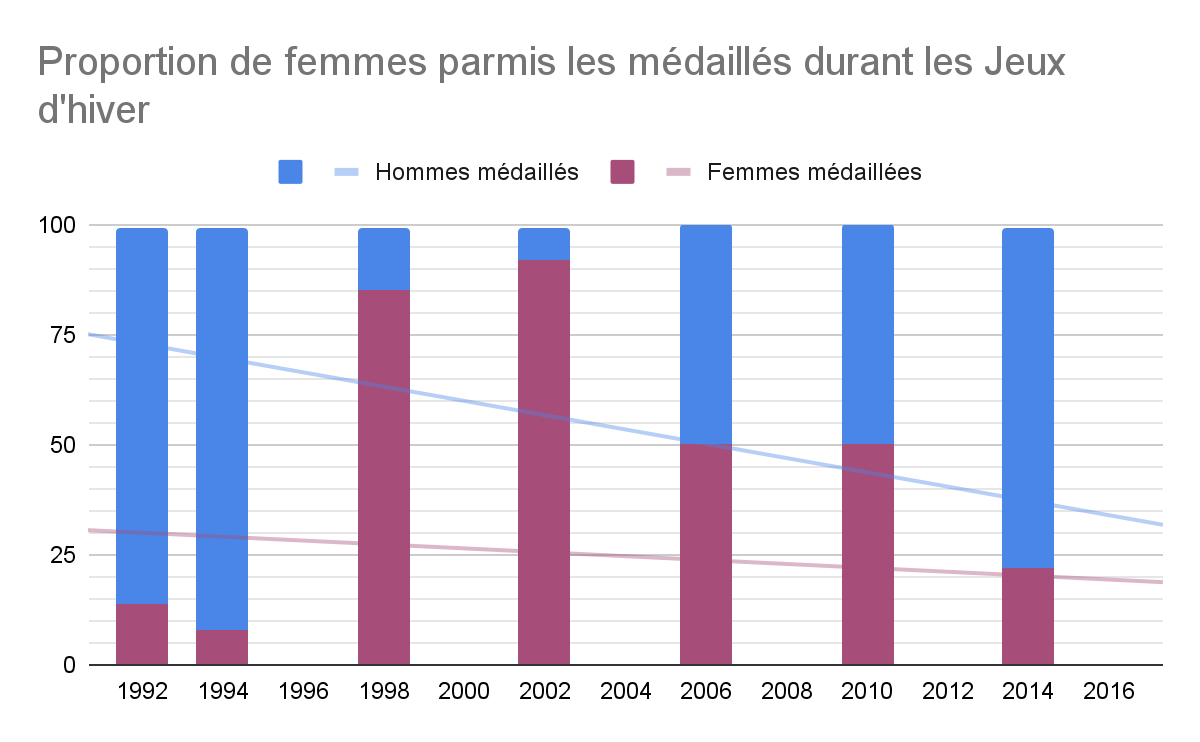 Proportion de femmes parmis les médaillés durant les Jeux
d'hiver
Hommes médaillés Femmes médaillées
100
75
50
25
0
1992 1994 1996 1998 2000 2002 2004 2006 2008 2010 2012 2014 2016